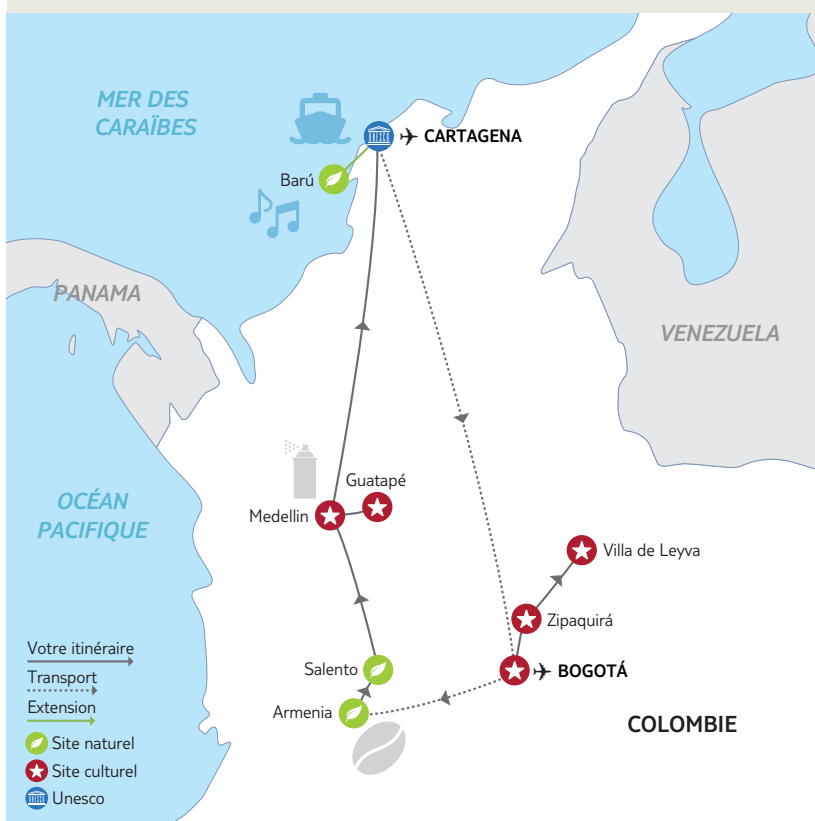 MER DES
CARAÏBES
CARTAGENA
Barú
PANAMA
VENEZUELA
Guatapé
Medellin
OCÉAN
PACIFIQUE
Villa de Leyva
Zipaquirá
Salento
BOGOTÁ
Armenia
COLOMBIE
Votre itinéraire
Transport
Extension
Site naturel
Site culturel
Unesco